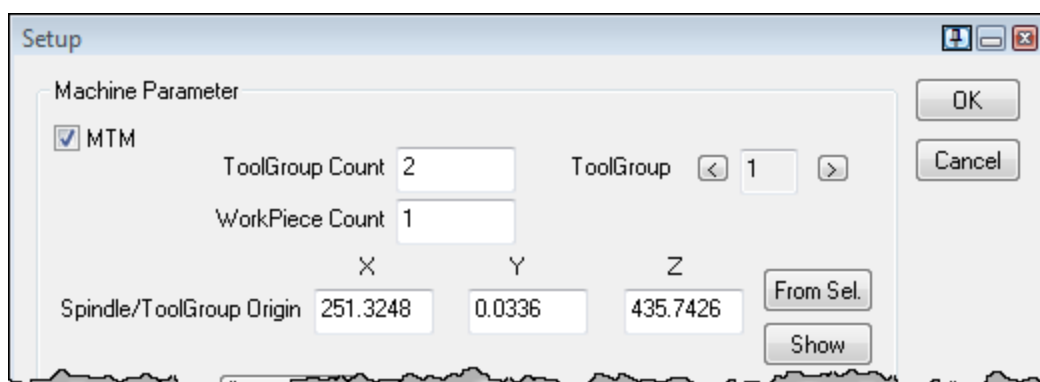 Setup
Machine Parameter
OK
MTM
Cancel
ToolGroup Count 2 ToolGroup < 1 >
WorkPiece Count 1
X Y Z
Spindle/ToolGroup Origin 251.3248 0.0336 435.7426 From Sel.
Show